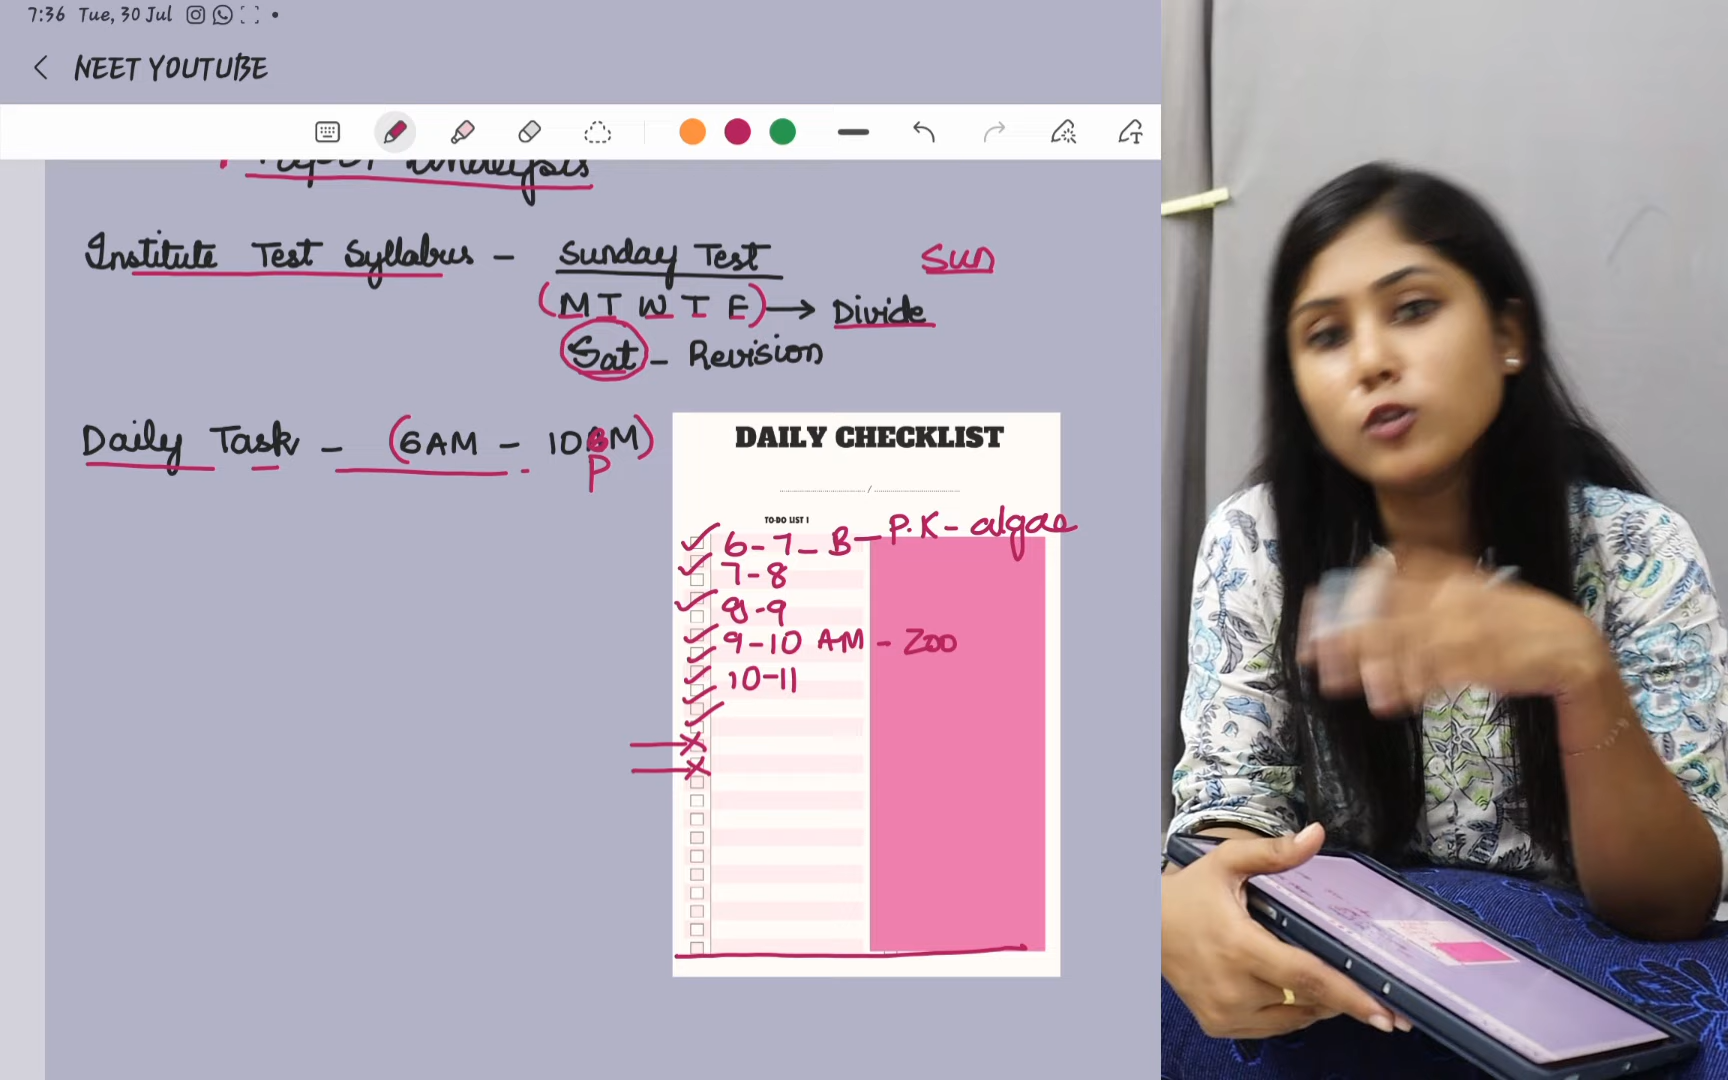 7:36 Tue, 30 Jul
NEET YOUTUBE
Paper analysis
Institute Test Syllabus - Sunday Test
Sun
(M T W T F) → Divide
Sat - Revision
Daily Task - (6AM - 10PM)
DAILY CHECKLIST
/
TO-DO LIST 1
6-7-B-P.K-algae
7-8
8-9
9-10 AM - Zoo
10-11